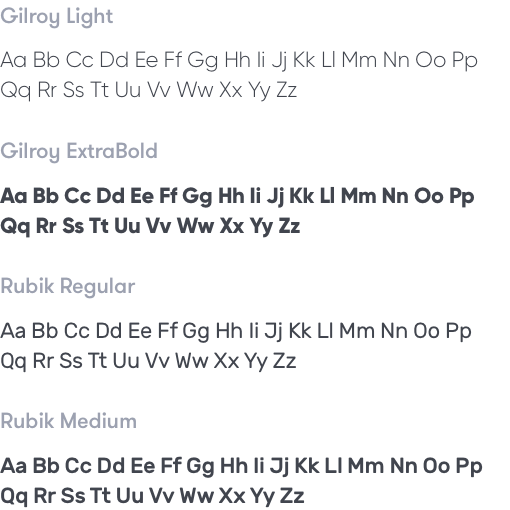 Gilroy Light
Aa Bb Cc Dd Ee Ff Gg Hh Ii Jj Kk Ll Mm Nn Oo Pp
Qq Rr Ss Tt Uu Vv Ww Xx Yy Zz
Gilroy ExtraBold
Aa Bb Cc Dd Ee Ff Gg Hh Ii Jj Kk Ll Mm Nn Oo Pp
Qq Rr Ss Tt Uu Vv Ww Xx Yy Zz
Rubik Regular
Aa Bb Cc Dd Ee Ff Gg Hh Ii Jj Kk Ll Mm Nn Oo Pp
Qq Rr Ss Tt Uu Vv Ww Xx Yy Zz
Rubik Medium
Aa Bb Cc Dd Ee Ff Gg Hh Ii Jj Kk Ll Mm Nn Oo Pp
Qq Rr Ss Tt Uu Vv Ww Xx Yy Zz